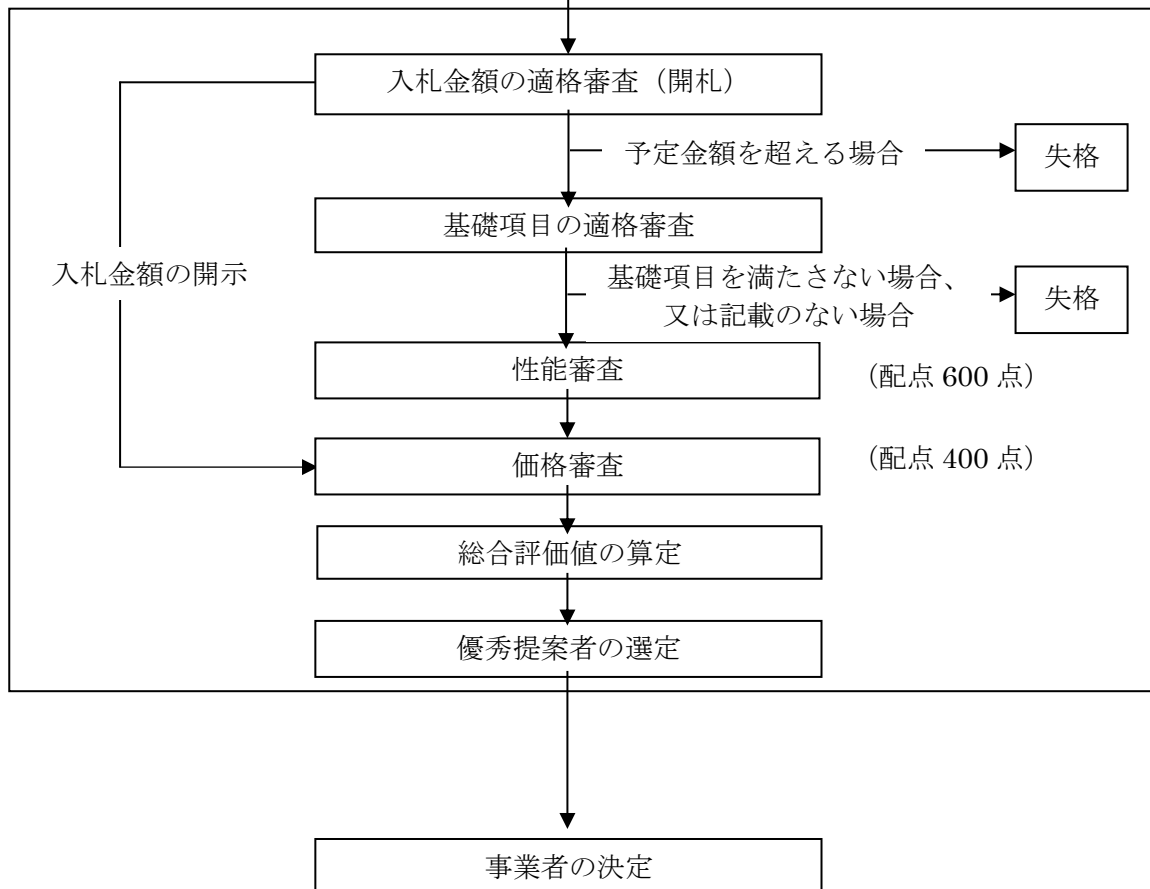 入札金額の適格審査（開札）
予定金額を超える場合
失格
基礎項目の適格審査
入札金額の開示
基礎項目を満たさない場合、
又は記載のない場合
失格
性能審査
（配点 600 点）
価格審査
（配点 400 点）
総合評価値の算定
優秀提案者の選定
事業者の決定